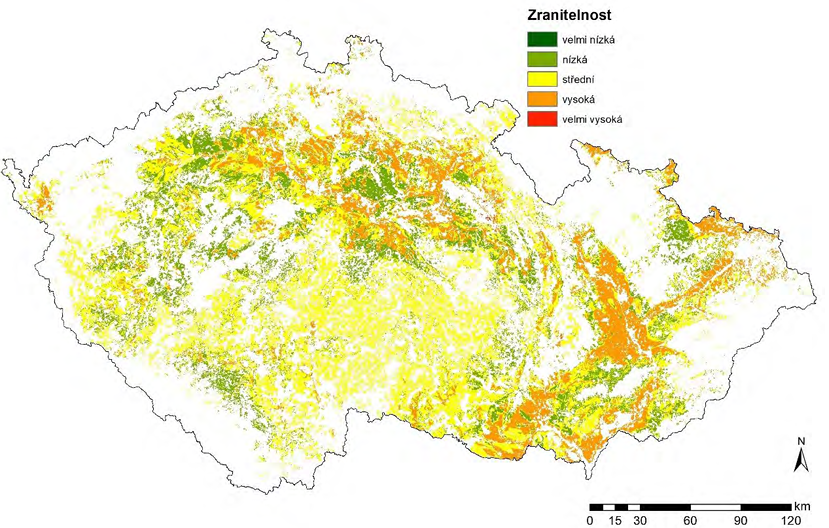 Zranitelnost
velmi nízká
nízká
střední
vysoká
velmi vysoká
N
km
0 15 30 60 90 120